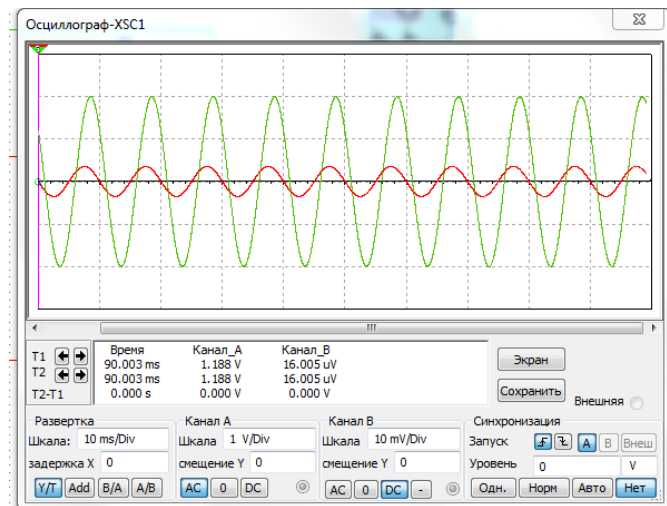 Осциллограф-XSC1
T1
T2
T2-T1
Время Канал_A Канал_B
90.003 ms 1.188 V 16.005 uV
90.003 ms 1.188 V 16.005 uV
0.000 s 0.000 V 0.000 V
Экран
Сохранить
Внешняя
Развертка
Шкала: 10 ms/Div
задержка X 0
Y/T Add B/A A/B
Канал A
Шкала 1 V/Div
смещение Y 0
AC 0 DC
Канал B
Шкала 10 mV/Div
смещение Y 0
AC 0 DC -
Синхронизация
Запуск A B Внеш
Уровень 0 V
Одн. Норм Авто Нет